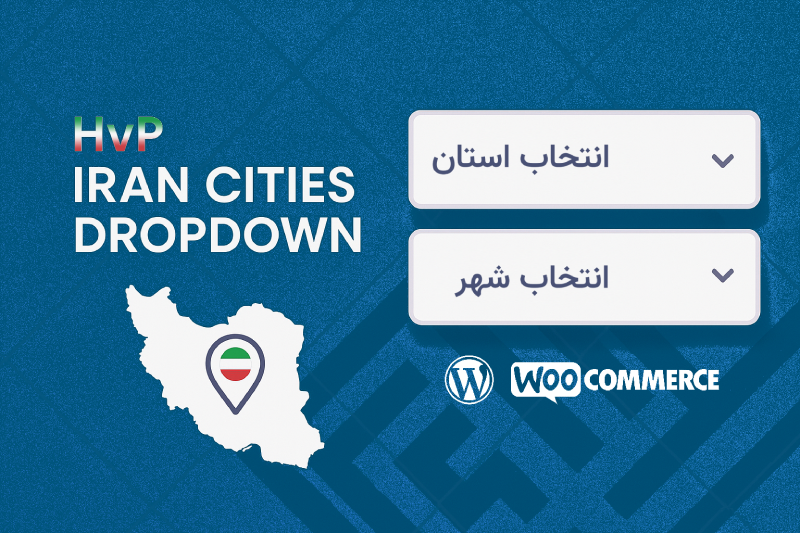 HvP
IRAN CITIES
DROPDOWN
انتخاب استان
انتخاب شهر
W WOOCOMMERCE